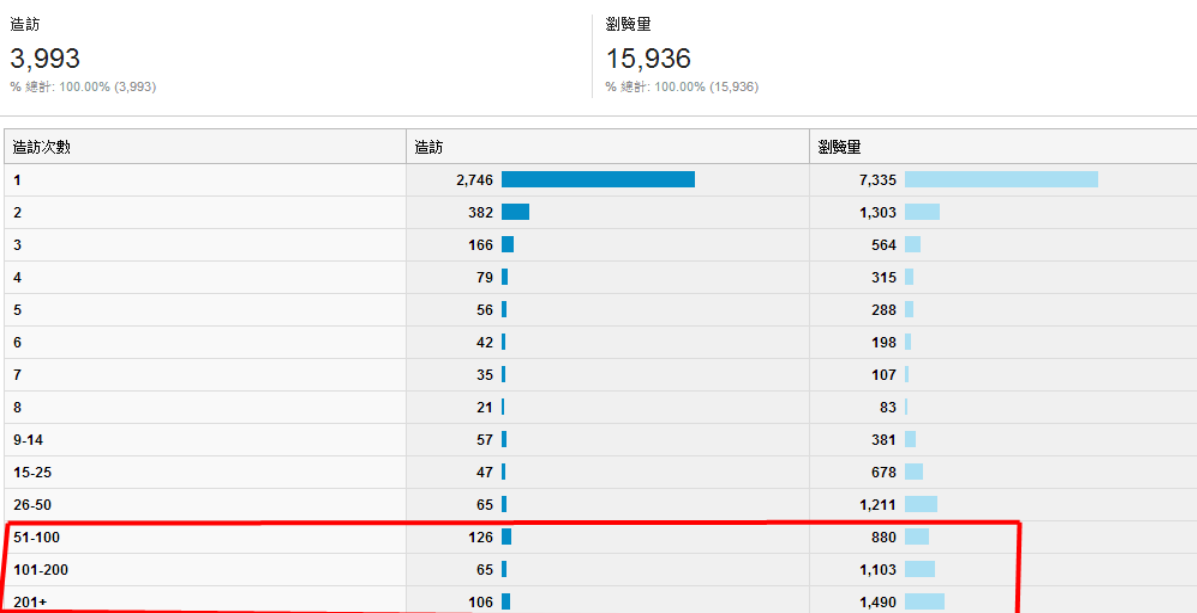 造訪
瀏覽量
3,993
15,936
% 總計: 100.00% (3,993)
% 總計: 100.00% (15,936)
造訪次數 造訪 瀏覽量
1 2,746 7,335
2 382 1,303
3 166 564
4 79 315
5 56 288
6 42 198
7 35 107
8 21 83
9-14 57 381
15-25 47 678
26-50 65 1,211
51-100 126 880
101-200 65 1,103
201+ 106 1,490